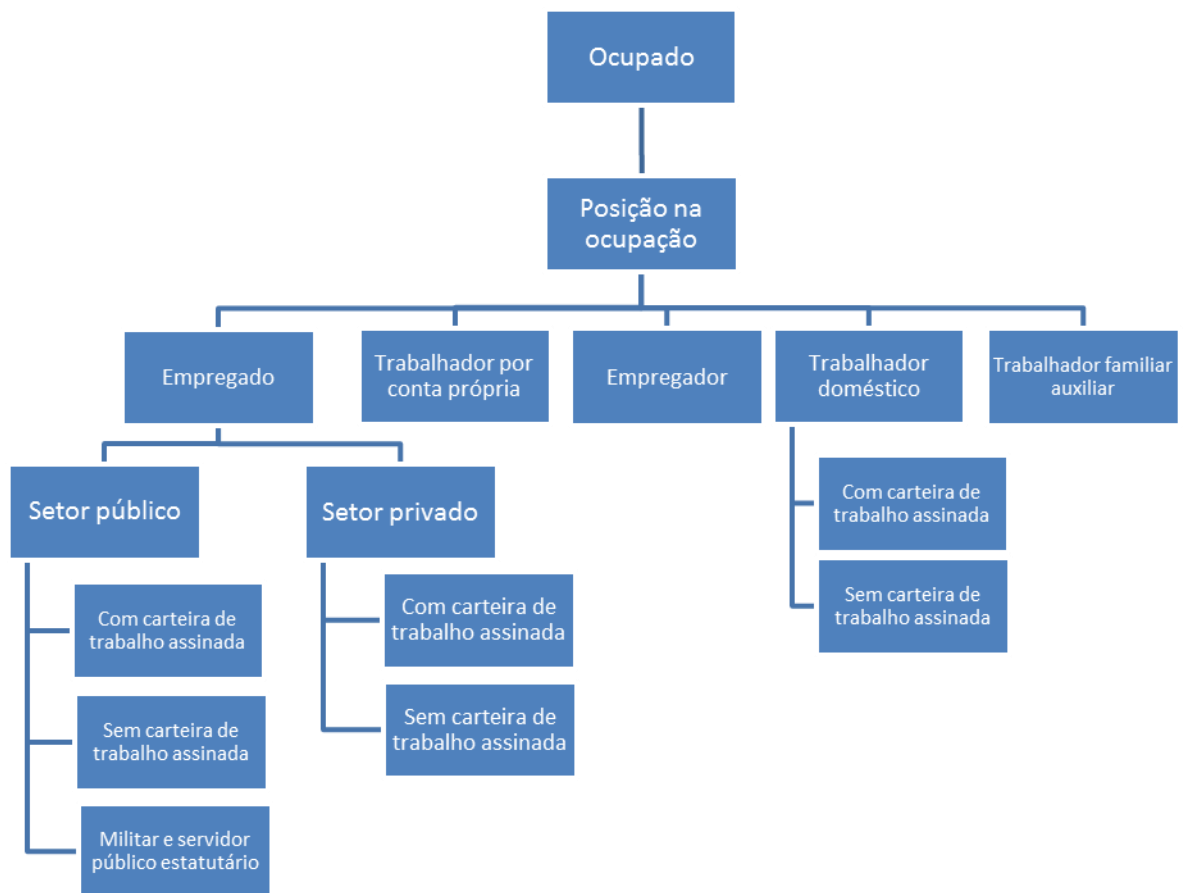 Ocupado
Posição na
ocupação
Empregado
Trabalhador por
conta própria
Empregador
Trabalhador
doméstico
Trabalhador familiar
auxiliar
Setor público
Setor privado
Com carteira de
trabalho assinada
Sem carteira de
trabalho assinada
Com carteira de
trabalho assinada
Sem carteira de
trabalho assinada
Militar e servidor
público estatutário
Com carteira de
trabalho assinada
Sem carteira de
trabalho assinada